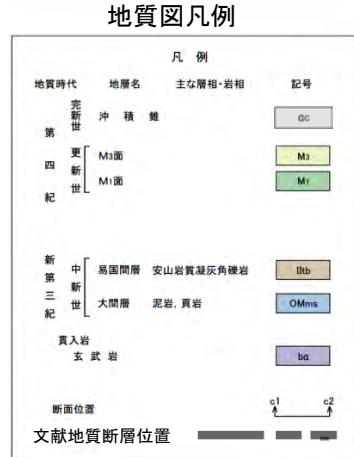 地質図凡例
凡 例
地質時代 地層名 主な層相・岩相 記号
第四紀 完新世 沖積錐 ac
更新世 M3面 M3
M1面 M1
新第三紀 中新世 易国間層 安山岩質凝灰角礫岩 Iltb
大間層 泥岩,頁岩 OMms
貫入岩
玄武岩 ba
断面位置 c1 c2
文献地質断層位置